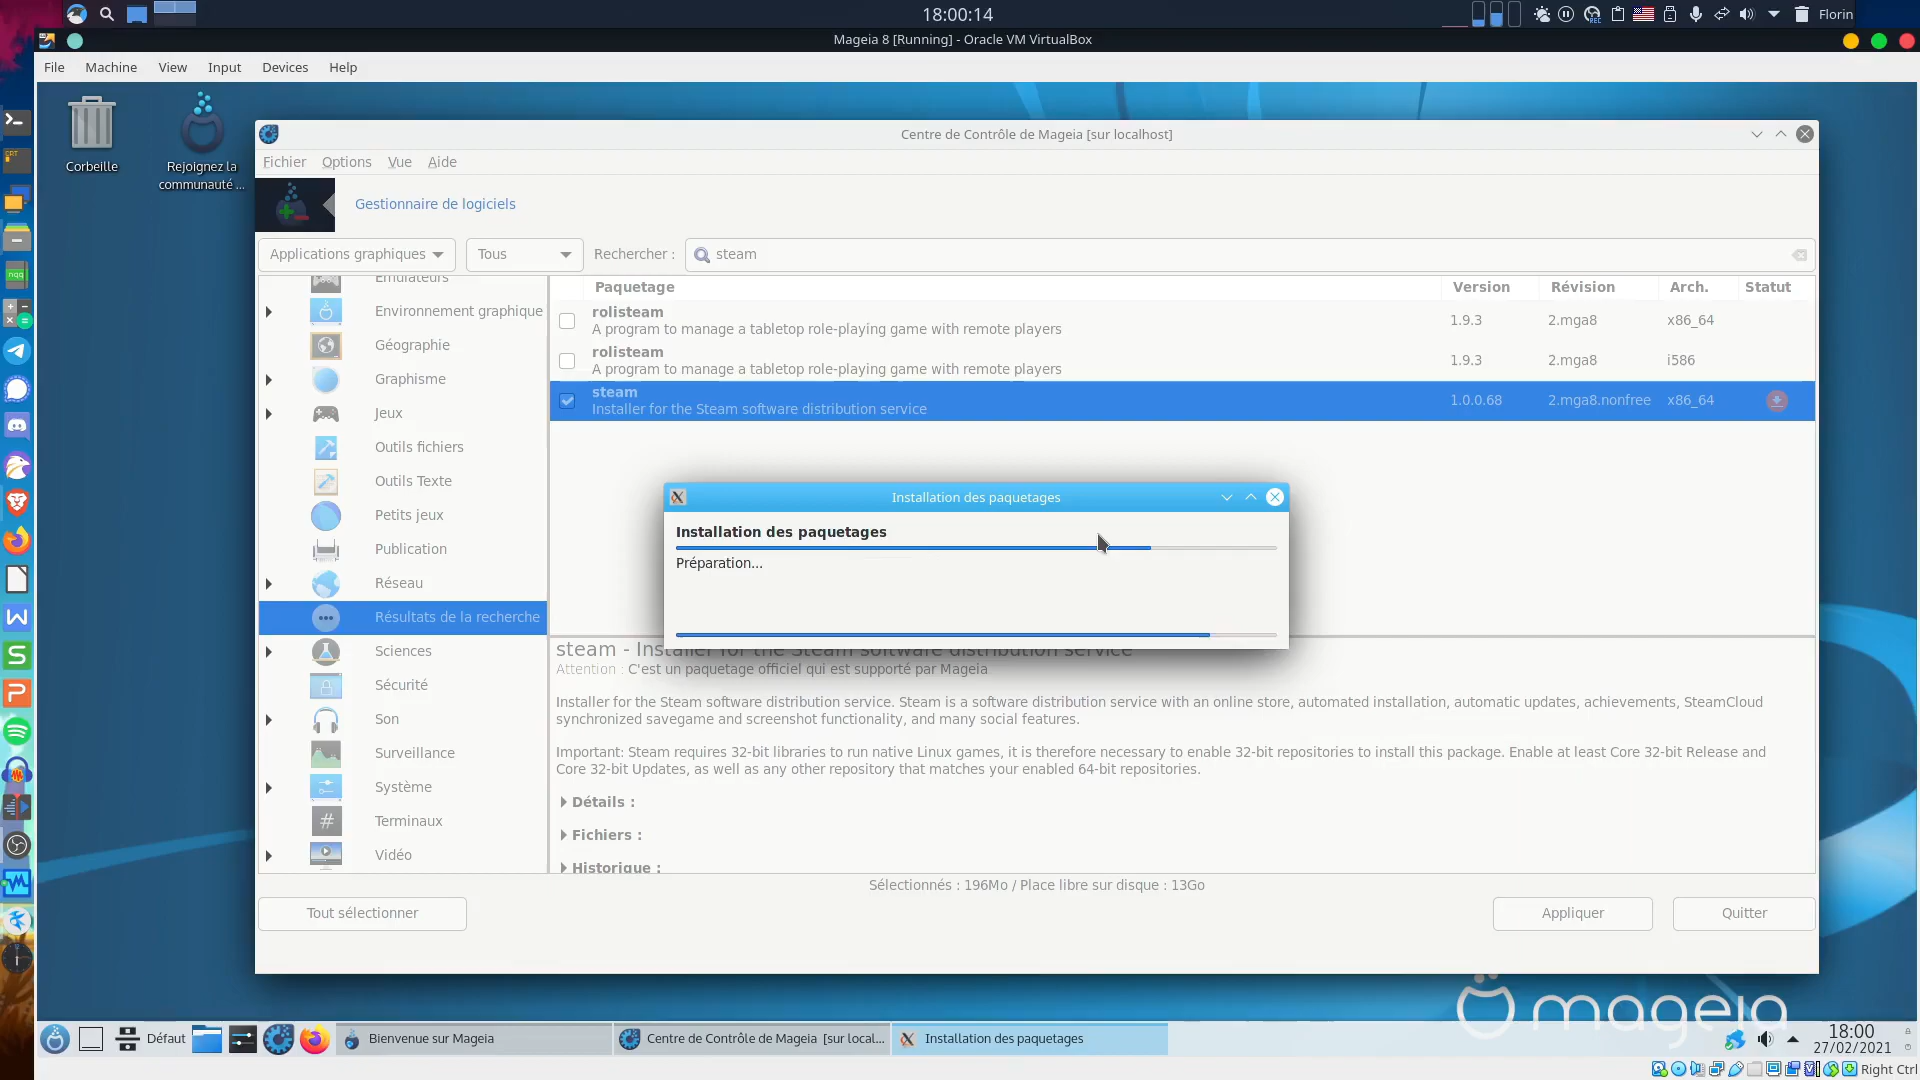 18:00:14
Florin
Mageia 8 [Running] - Oracle VM VirtualBox
File Machine View Input Devices Help
Corbeille
Rejoignez la
communauté ...
Centre de Contrôle de Mageia [sur localhost]
Fichier Options Vue Aide
Gestionnaire de logiciels
Applications graphiques Tous Rechercher : steam
Émulateurs
Environnement graphique
Géographie
Graphisme
Jeux
Outils fichiers
Outils Texte
Petits jeux
Publication
Réseau
Résultats de la recherche
Sciences
Sécurité
Son
Surveillance
Système
Terminaux
Vidéo
Paquetage Version Révision Arch. Statut
rolisteam
A program to manage a tabletop role-playing game with remote players
1.9.3 2.mga8 x86_64
rolisteam
A program to manage a tabletop role-playing game with remote players
1.9.3 2.mga8 i586
steam
Installer for the Steam software distribution service
1.0.0.68 2.mga8.nonfree x86_64
Installation des paquetages
Installation des paquetages
Préparation...
steam - Installer for the Steam software distribution service
Attention : C'est un paquetage officiel qui est supporté par Mageia
Installer for the Steam software distribution service. Steam is a software distribution service with an online store, automated installation, automatic updates, achievements, SteamCloud
synchronized savegame and screenshot functionality, and many social features.
Important: Steam requires 32-bit libraries to run native Linux games, it is therefore necessary to enable 32-bit repositories to install this package. Enable at least Core 32-bit Release and
Core 32-bit Updates, as well as any other repository that matches your enabled 64-bit repositories.
Détails :
Fichiers :
Historique :
Sélectionnés : 196Mo / Place libre sur disque : 13Go
Tout sélectionner Appliquer Quitter
mageia
Défaut
Bienvenue sur Mageia
Centre de Contrôle de Mageia [sur local...
Installation des paquetages
18:00
27/02/2021
Right Ctrl